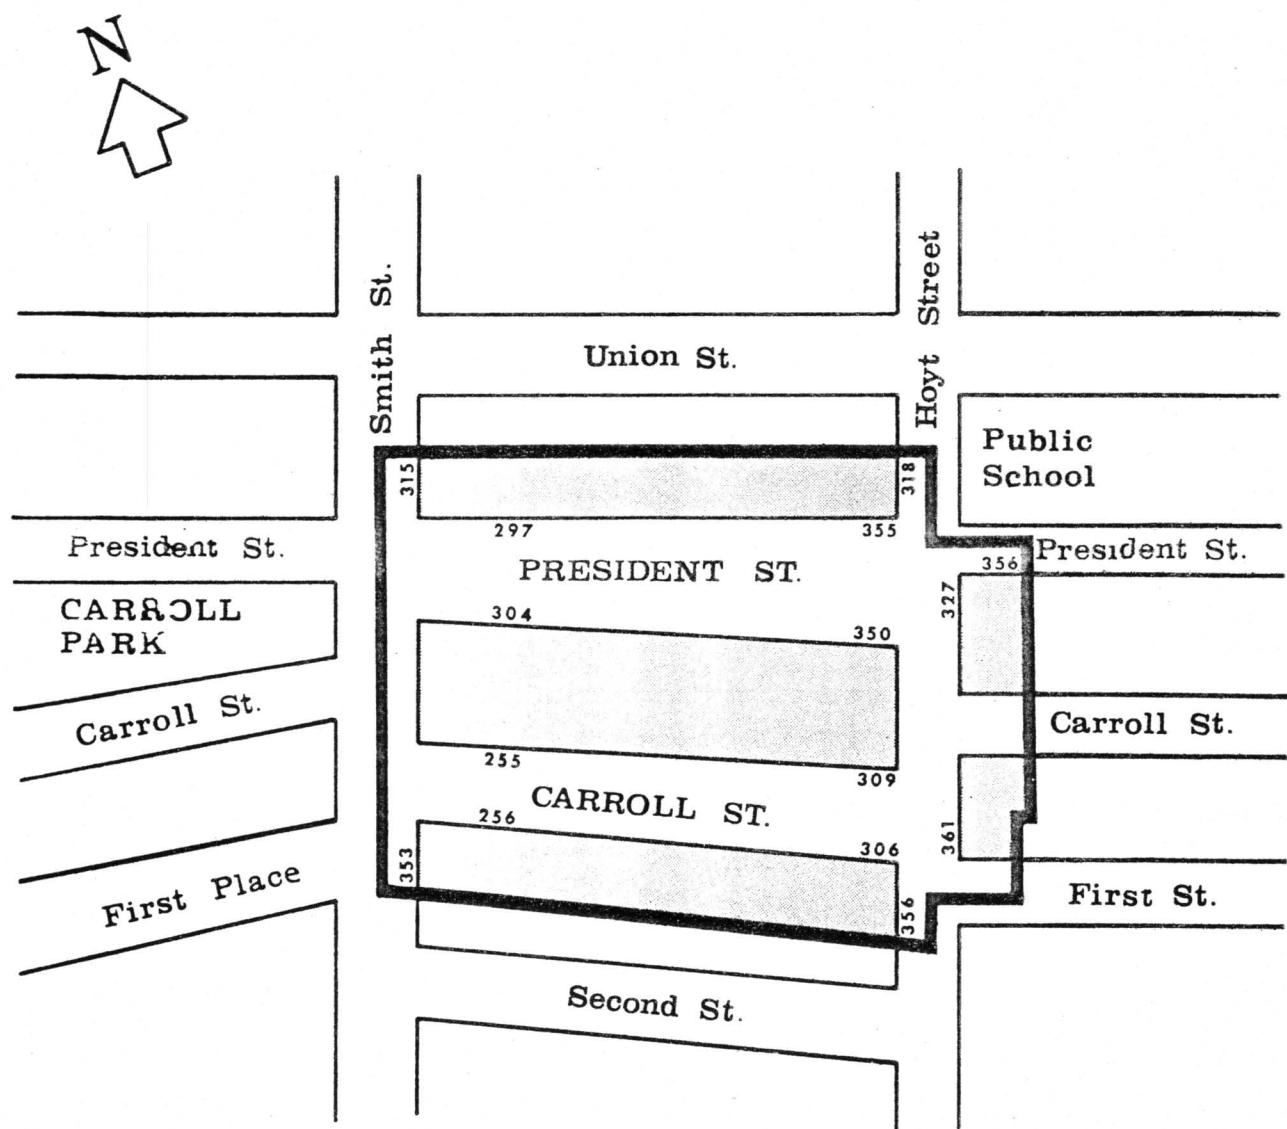 N
Smith St.
Hoyt Street
Union St.
Public
School
315
318
297
355
President St.
PRESIDENT ST.
President St.
356
327
CARROLL
PARK
304
350
Carroll St.
Carroll St.
255
309
CARROLL ST.
256
306
361
353
356
First Place
First St.
Second St.